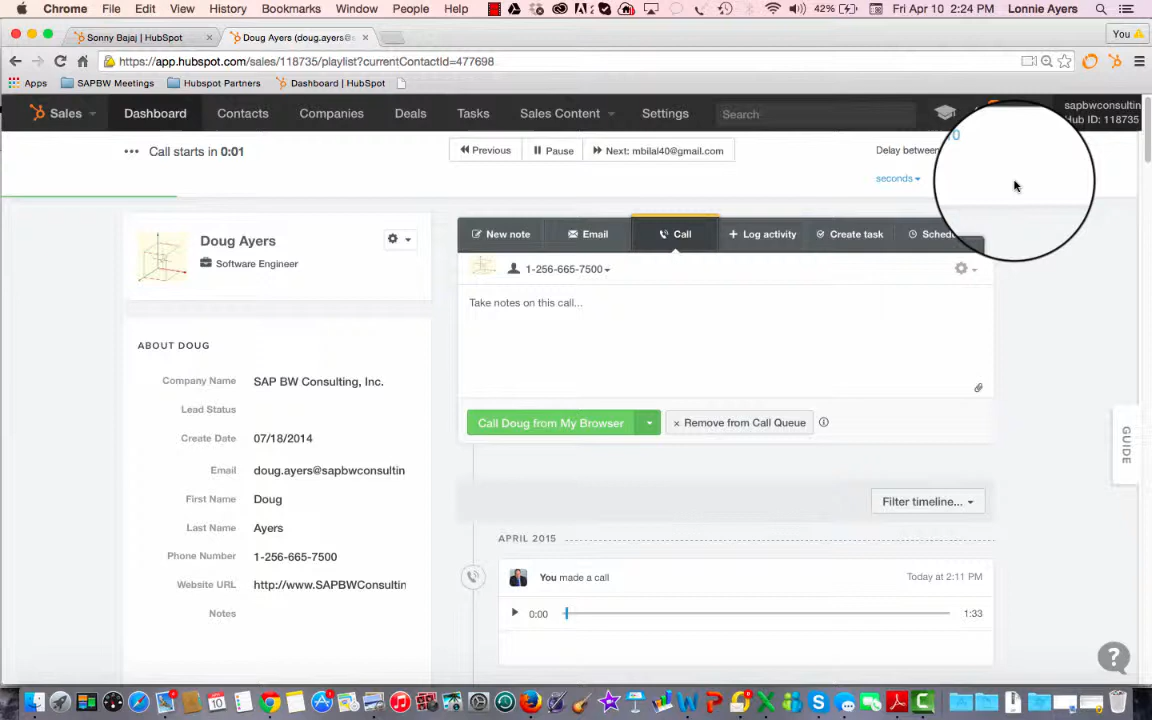 Chrome File Edit View History Bookmarks Window People Help 42% Fri Apr 10 2:24 PM Lonnie Ayers
Sonny Bajaj | HubSpot × Doug Ayers (doug.ayers@s × You
https://app.hubspot.com/sales/118735/playlist?currentContactId=477698
Apps SAPBW Meetings Hubspot Partners Dashboard | HubSpot
Sales Dashboard Contacts Companies Deals Tasks Sales Content Settings Search
sapbwconsultin
Hub ID: 118735
••• Call starts in 0:01 Previous Pause Next: mbilal40@gmail.com Delay between
seconds
Doug Ayers
Software Engineer
New note Email Call + Log activity Create task Sched
1-256-665-7500
Take notes on this call...
ABOUT DOUG
Company Name SAP BW Consulting, Inc.
Lead Status
Create Date 07/18/2014
Email doug.ayers@sapbwconsultin
First Name Doug
Last Name Ayers
Phone Number 1-256-665-7500
Website URL http://www.SAPBWConsultin
Notes
Call Doug from My Browser × Remove from Call Queue
GUIDE
Filter timeline...
APRIL 2015
You made a call Today at 2:11 PM
0:00 1:33
?